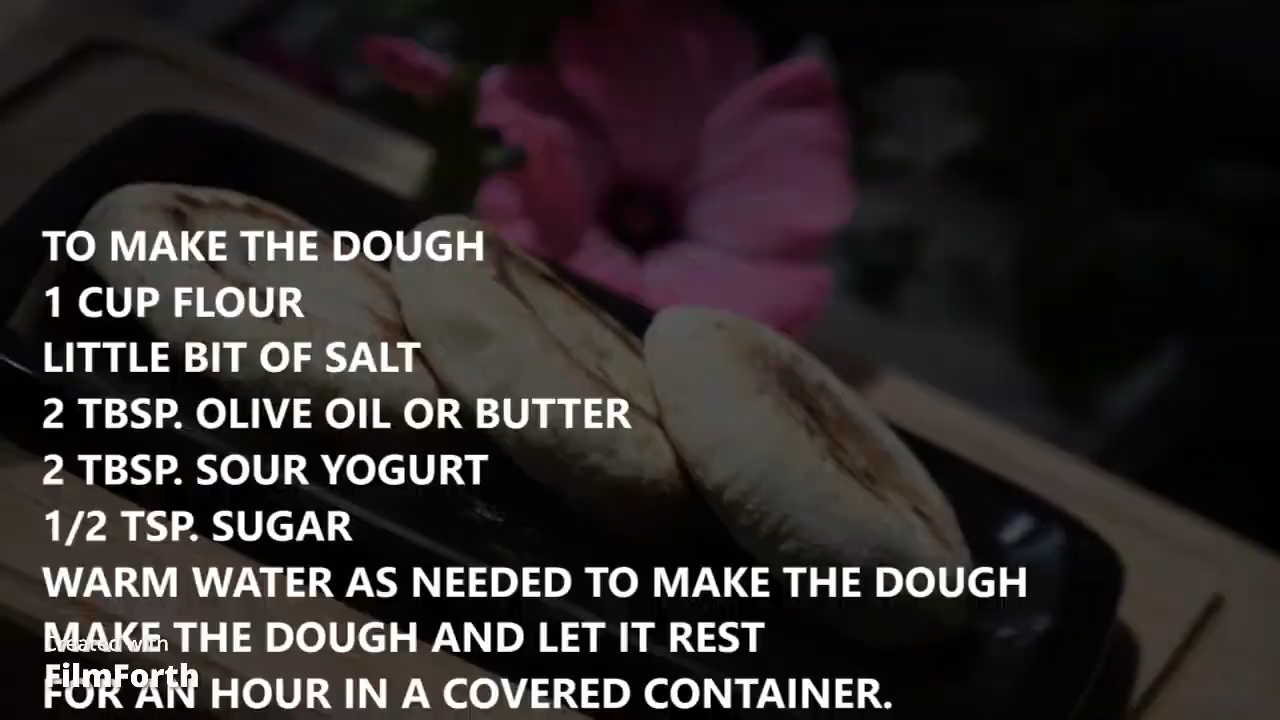 TO MAKE THE DOUGH
1 CUP FLOUR
LITTLE BIT OF SALT
2 TBSP. OLIVE OIL OR BUTTER
2 TBSP. SOUR YOGURT
1/2 TSP. SUGAR
WARM WATER AS NEEDED TO MAKE THE DOUGH
MAKE THE DOUGH AND LET IT REST
Created with
FilmForth
FOR AN HOUR IN A COVERED CONTAINER.